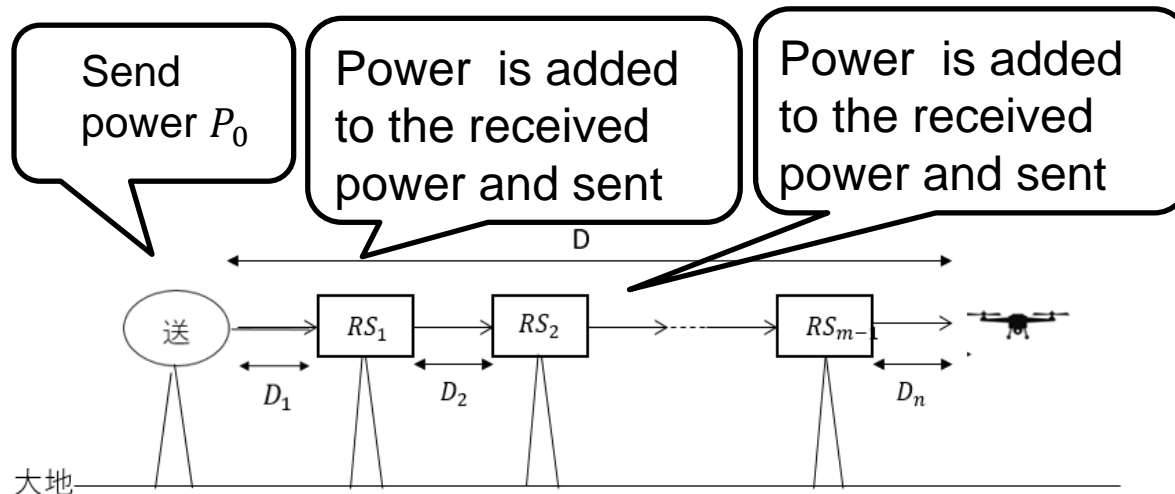 Send
power P₀
Power is added
to the received
power and sent
Power is added
to the received
power and sent
D
送
RS₁
RS₂
RSₘ₋₁
D₁
D₂
Dₙ
大地